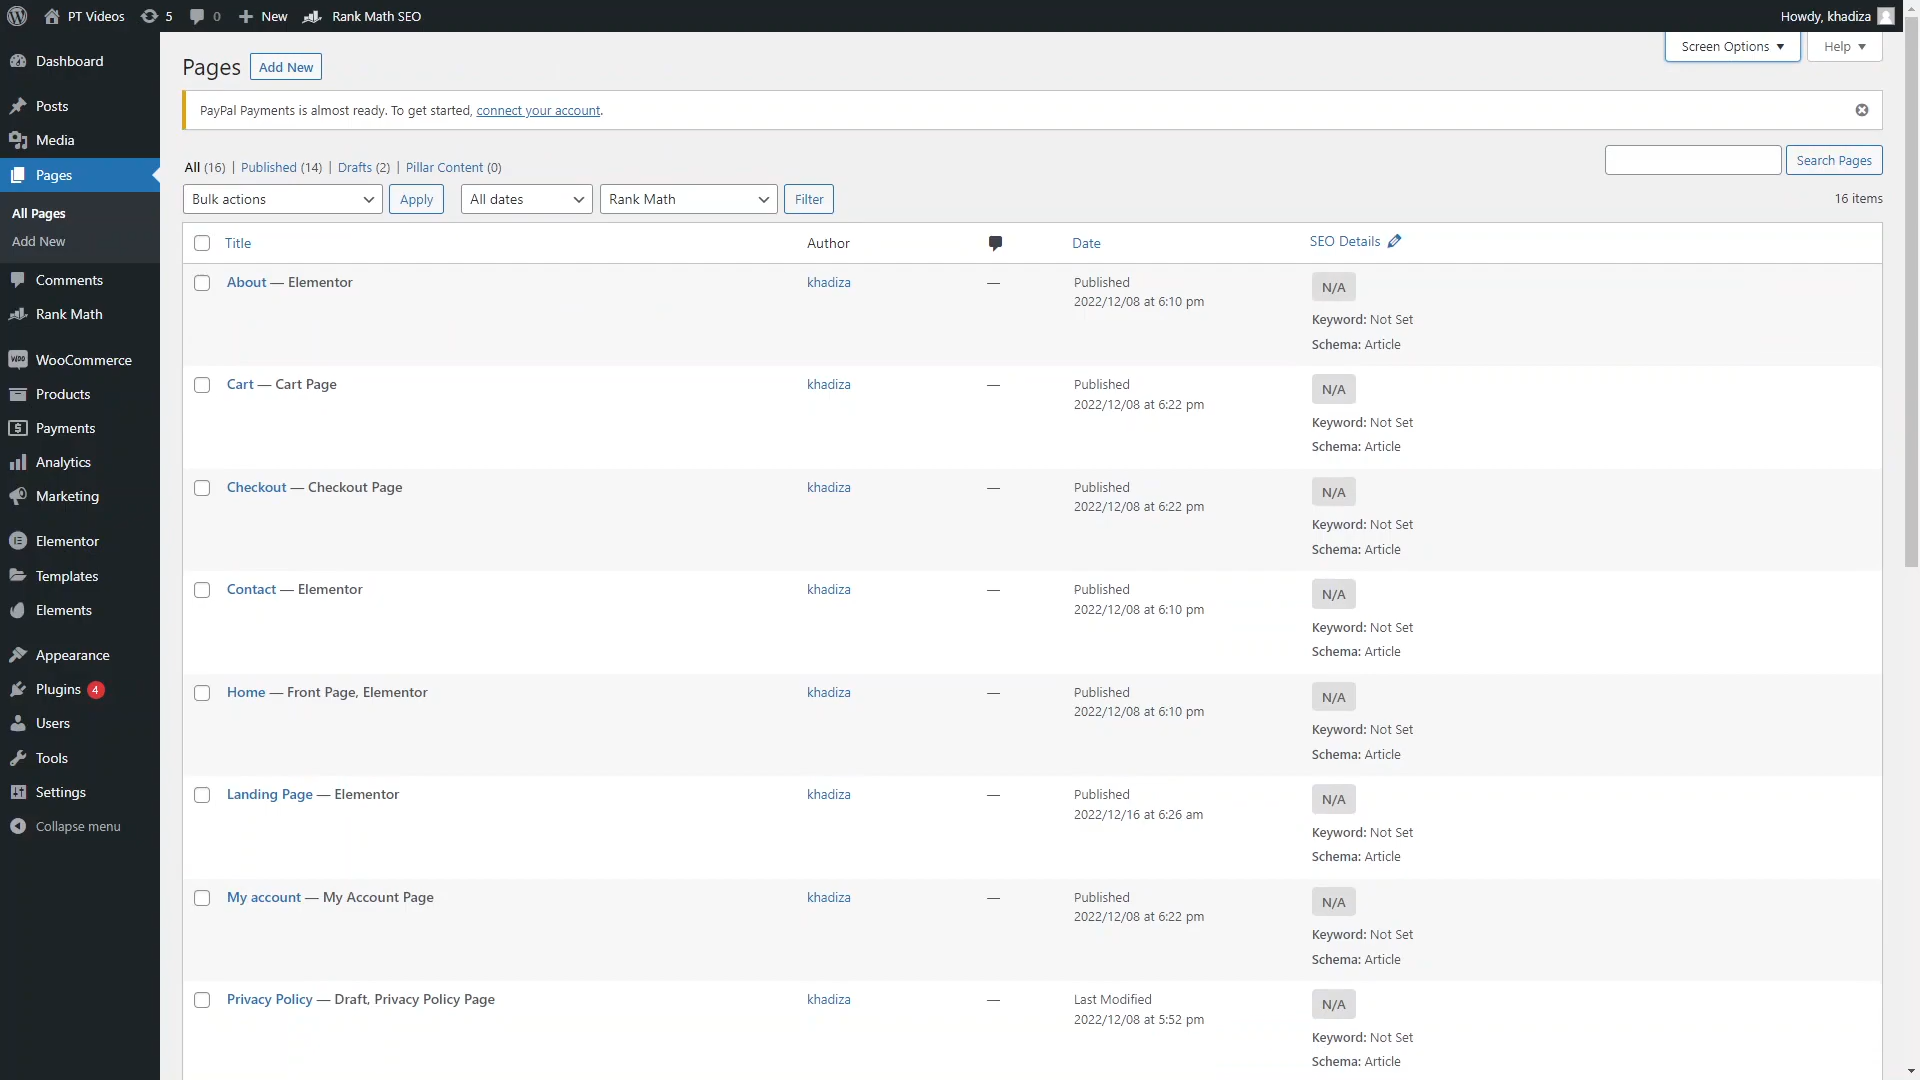 PT Videos 5 0 New Rank Math SEO Howdy, khadiza
Screen Options ▼ Help ▼
Dashboard
Posts
Media
Pages
All Pages
Add New
Comments
Rank Math
WooCommerce
Products
Payments
Analytics
Marketing
Elementor
Templates
Elements
Appearance
Plugins 4
Users
Tools
Settings
Collapse menu
Pages Add New
PayPal Payments is almost ready. To get started, connect your account.
All (16) | Published (14) | Drafts (2) | Pillar Content (0)
Search Pages
Bulk actions Apply All dates Rank Math Filter 16 items
Title Author Date SEO Details
About — Elementor khadiza — Published N/A
2022/12/08 at 6:10 pm
Keyword: Not Set
Schema: Article
Cart — Cart Page khadiza — Published N/A
2022/12/08 at 6:22 pm
Keyword: Not Set
Schema: Article
Checkout — Checkout Page khadiza — Published N/A
2022/12/08 at 6:22 pm
Keyword: Not Set
Schema: Article
Contact — Elementor khadiza — Published N/A
2022/12/08 at 6:10 pm
Keyword: Not Set
Schema: Article
Home — Front Page, Elementor khadiza — Published N/A
2022/12/08 at 6:10 pm
Keyword: Not Set
Schema: Article
Landing Page — Elementor khadiza — Published N/A
2022/12/16 at 6:26 am
Keyword: Not Set
Schema: Article
My account — My Account Page khadiza — Published N/A
2022/12/08 at 6:22 pm
Keyword: Not Set
Schema: Article
Privacy Policy — Draft, Privacy Policy Page khadiza — Last Modified N/A
2022/12/08 at 5:52 pm
Keyword: Not Set
Schema: Article